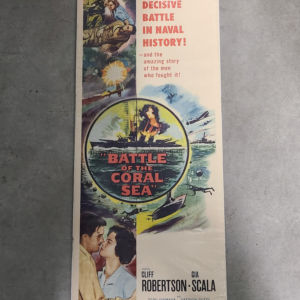 DECISIVE
BATTLE
IN NAVAL
HISTORY!
—and the
amazing story
of the men
who fought it!
"BATTLE
OF THE
CORAL
SEA"
CLIFF GIA
ROBERTSON • SCALA